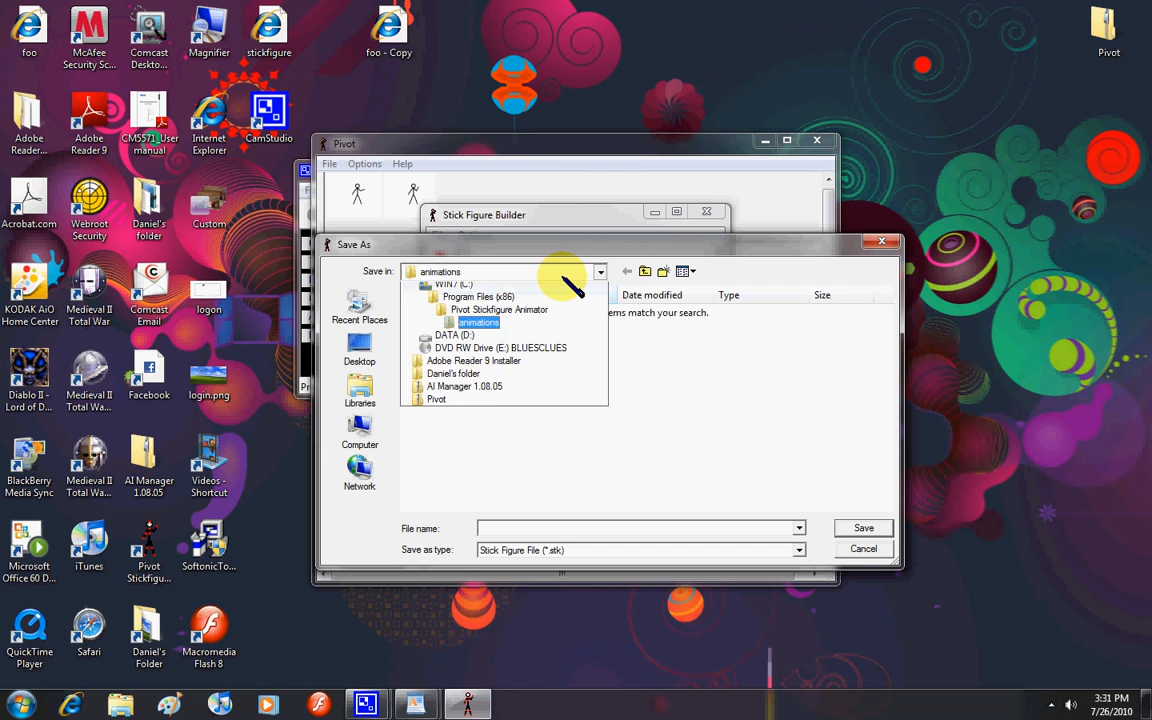 foo
McAfee
Security Sc...
Comcast
Deskto...
Magnifier
stickfigure
foo - Copy
Pivot
Adobe
Reader...
Adobe
Reader 9
CM5571_User
manual
Internet
Explorer
CamStudio
Acrobat.com
Webroot
Security
Daniel's
folder
Custom
KODAK AiO
Home Center
Medieval II
Total War
Comcast
Email
logon
Diablo II -
Lord of D...
Medieval II
Total Wa...
Facebook
login.png
BlackBerry
Media Sync
Medieval II
Total Wa...
AI Manager
1.08.05
Videos -
Shortcut
Microsoft
Office 60 D...
iTunes
Pivot
Stickfigu...
SoftonicTo...
QuickTime
Player
Safari
Daniel's
Folder
Macromedia
Flash 8
Pivot
File Options Help
Stick Figure Builder
Save As
Save in: animations
WIN7 (C:)
Program Files (x86)
Pivot Stickfigure Animator
animations
DATA (D:)
DVD RW Drive (E:) BLUESCLUES
Adobe Reader 9 Installer
Daniel's folder
AI Manager 1.08.05
Pivot
Date modified Type Size
ems match your search.
Recent Places
Desktop
Libraries
Computer
Network
File name:
Save
Save as type: Stick Figure File (*.stk)
Cancel
3:31 PM
7/26/2010